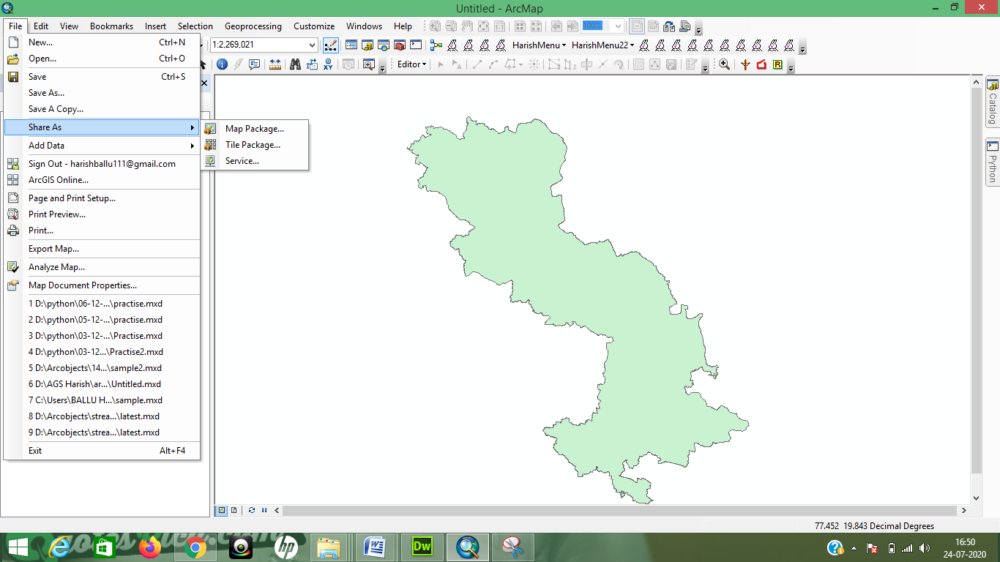 Untitled - ArcMap
File Edit View Bookmarks Insert Selection Geoprocessing Customize Windows Help 100%
1:2,269,021 HarishMenu HarishMenu22
Editor
New... Ctrl+N
Open... Ctrl+O
Save Ctrl+S
Save As...
Save A Copy...
Share As
Add Data
Sign Out - harishballu111@gmail.com
ArcGIS Online...
Page and Print Setup...
Print Preview...
Print...
Export Map...
Analyze Map...
Map Document Properties...
1 D:\python\06-12-...\practise.mxd
2 D:\python\05-12-...\practise.mxd
3 D:\python\03-12-...\Practise.mxd
4 D:\python\03-12...\Practise2.mxd
5 D:\Arcobjects\14...\sample2.mxd
6 D:\AGS Harish\ar...\Untitled.mxd
7 C:\Users\BALLU H...\sample.mxd
8 D:\Arcobjects\strea...\latest.mxd
9 D:\Arcobjects\strea...\latest.mxd
Exit Alt+F4
Map Package...
Tile Package...
Service...
Catalog
Python
77.452 19.843 Decimal Degrees
hp
W
Dw
16:50
24-07-2020